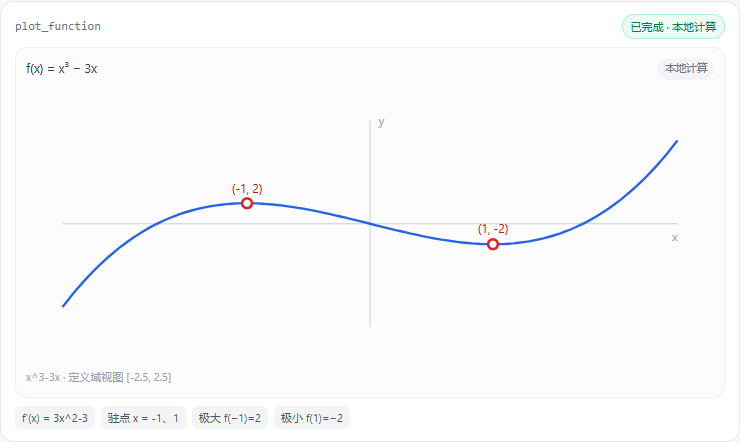 plot_function
已完成 · 本地计算
f(x) = x³ − 3x
本地计算
y
(-1, 2)
(1, -2)
x
x^3-3x · 定义域视图 [-2.5, 2.5]
f′(x) = 3x^2-3
驻点 x = -1、1
极大 f(−1)=2
极小 f(1)=−2